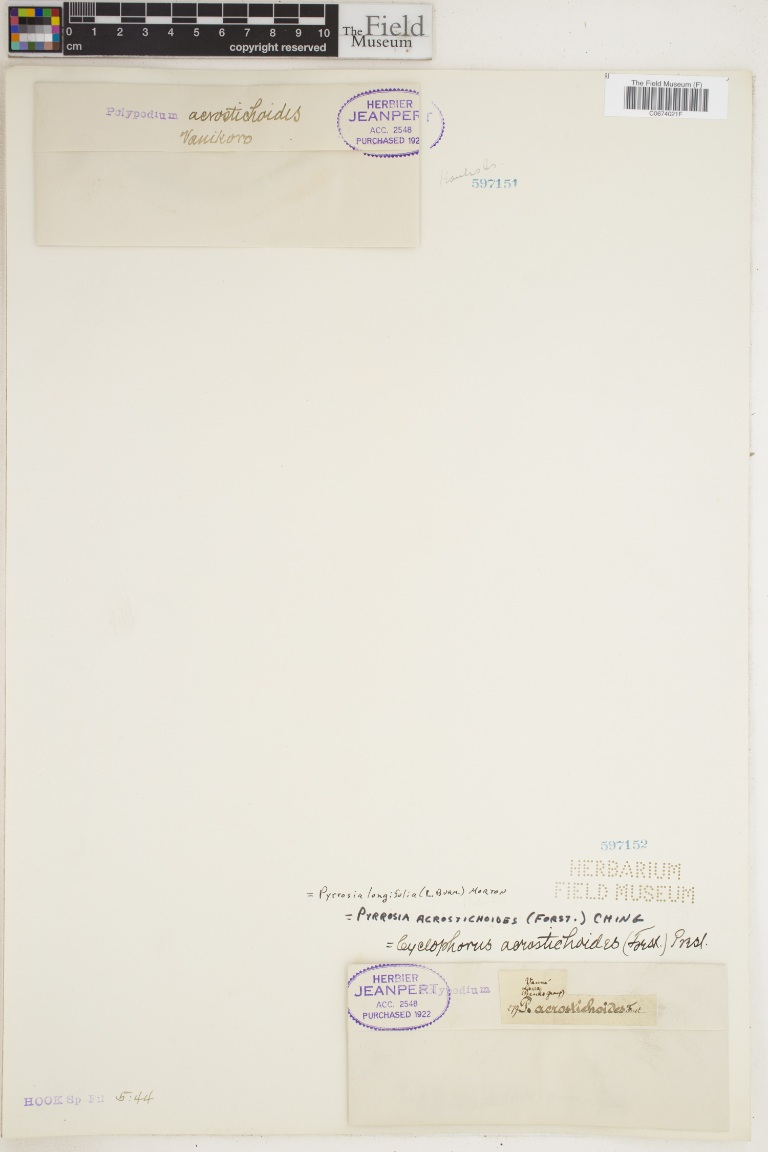 0 1 2 3 4 5 6 7 8 9 10
cm
copyright reserved
The Field
Museum
The Field Museum (F)
C0674021F
Polypodium acrostichoides
Vanikoro
HERBIER
JEANPERT
ACC. 2548
PURCHASED 192
597151
597152
HERBARIUM
FIELD MUSEUM
= Pyrrosia longifolia (L. Burm.) Morton
= PYRROSIA ACROSTICHOIDES (FORST.) CHING
= Cyclophorus acrostichoides (Forst.) Presl.
HERBIER
JEANPERT
ACC. 2548
PURCHASED 1922
Polypodium
P. acrostichoides Forst
HOOK Sp. Fil 5:44